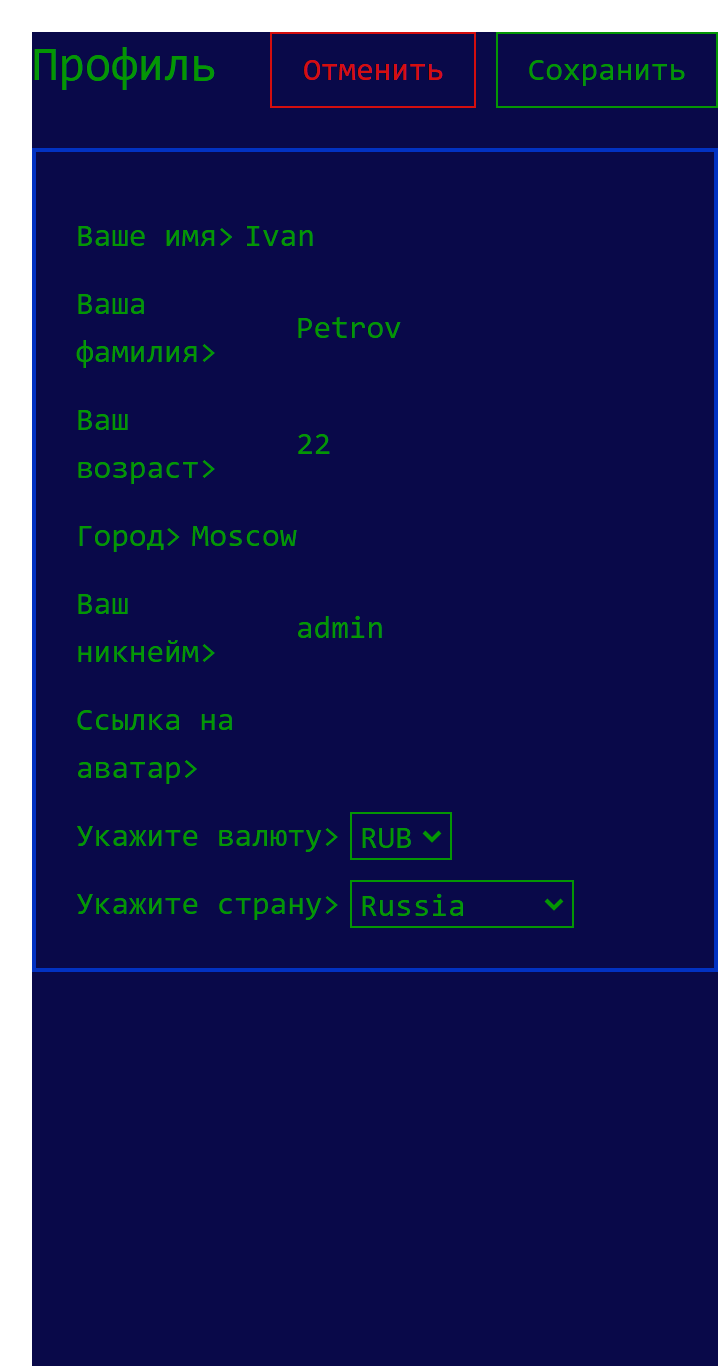 Профиль Отменить Сохранить
Ваше имя> Ivan
Ваша
фамилия> Petrov
Ваш
возраст> 22
Город> Moscow
Ваш
никнейм> admin
Ссылка на
аватар>
Укажите валюту> RUB
Укажите страну> Russia